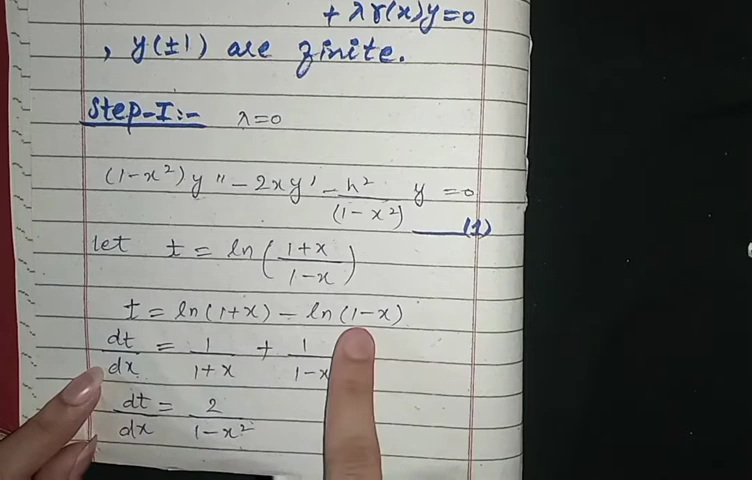 + λr(x)y=0
, y(±1) are finite.
Step-I:- λ=0
(1-x²)y" - 2xy' - h²/(1-x²) y = 0 (1)
let t = ln((1+x)/(1-x))
t = ln(1+x) - ln(1-x)
dt/dx = 1/(1+x) + 1/(1-x
dt/dx = 2/(1-x²)